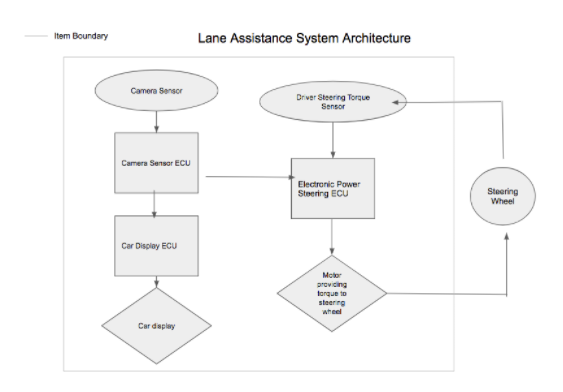 Item Boundary
Lane Assistance System Architecture
Camera Sensor
Driver Steering Torque
Sensor
Camera Sensor ECU
Electronic Power
Steering ECU
Steering
Wheel
Car Display ECU
Motor
providing
torque to
steering
wheel
Car display